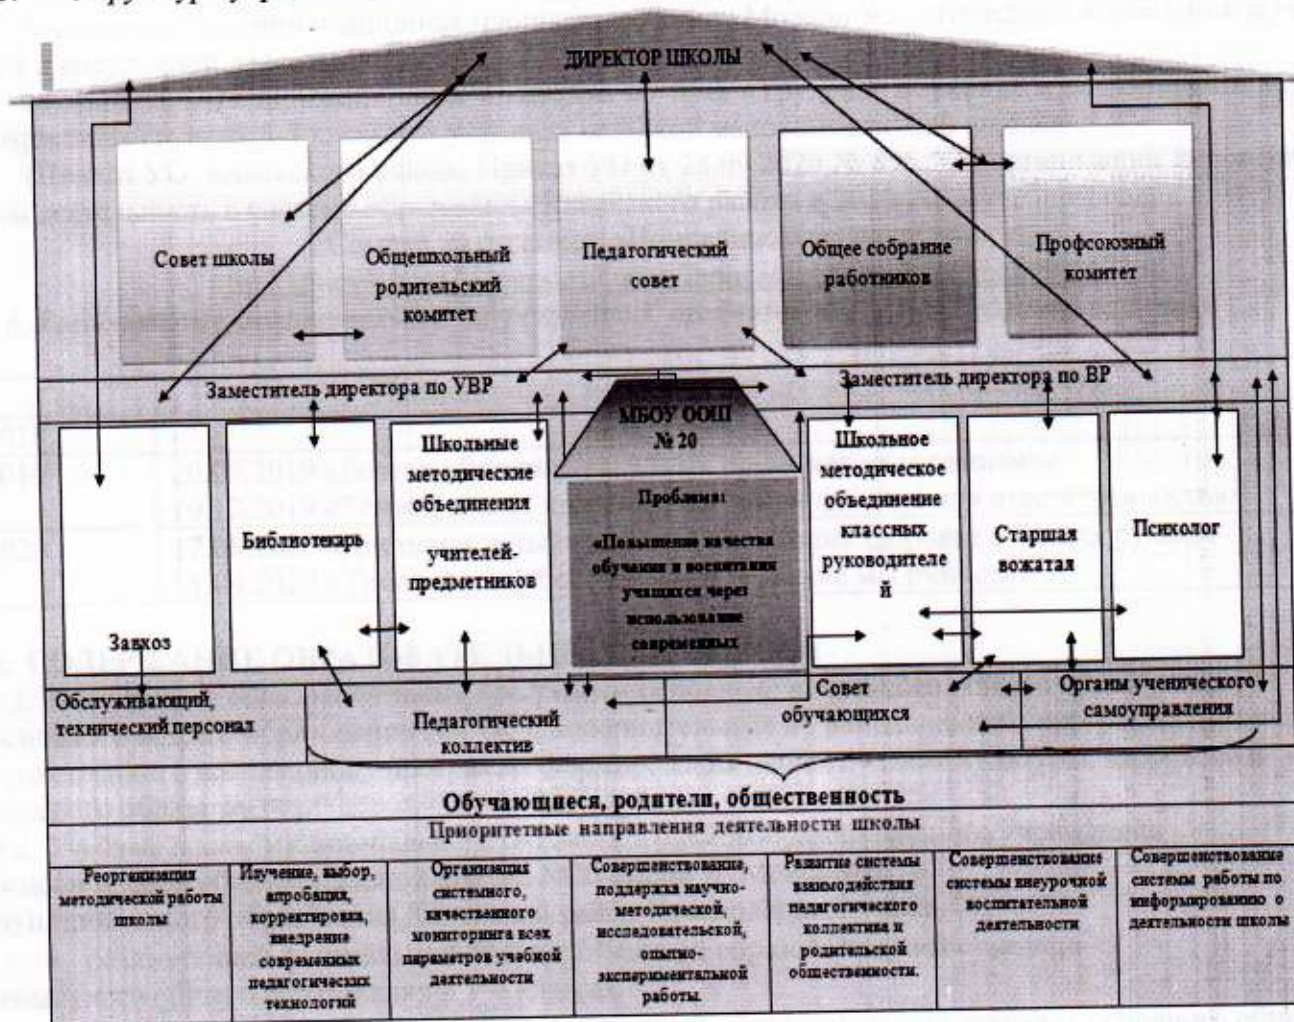 ДИРЕКТОР ШКОЛЫ
Совет школы
Общешкольный
родительский
комитет
Педагогический
совет
Общее собрание
работников
Профсоюзный
комитет
Заместитель директора по УВР
Заместитель директора по ВР
Завхоз
Библиотекарь
Школьные
методические
объединения
учителей-
предметников
МБОУ ООШ
№ 20
Проблема:
«Повышение качества
обучения и воспитания
учащихся через
использование
современных
Школьное
методическое
объединение
классных
руководителе
й
Старшая
вожатая
Психолог
Обслуживающий,
технический персонал
Педагогический
коллектив
Совет
обучающихся
Органы ученического
самоуправления
Обучающиеся, родители, общественность
Приоритетные направления деятельности школы
Реорганизация
методической работы
школы
Изучение, выбор,
апробация,
корректировка,
внедрение
современных
педагогических
технологий
Организация
системного,
качественного
мониторинга всех
параметров учебной
деятельности
Совершенствование,
поддержка научно-
методической,
исследовательской,
опытно-
экспериментальной
работы.
Развитие системы
взаимодействия
педагогического
коллектива и
родительской
общественности.
Совершенствование
системы внеурочной
воспитательной
деятельности
Совершенствование
системы работы по
информированию о
деятельности школы